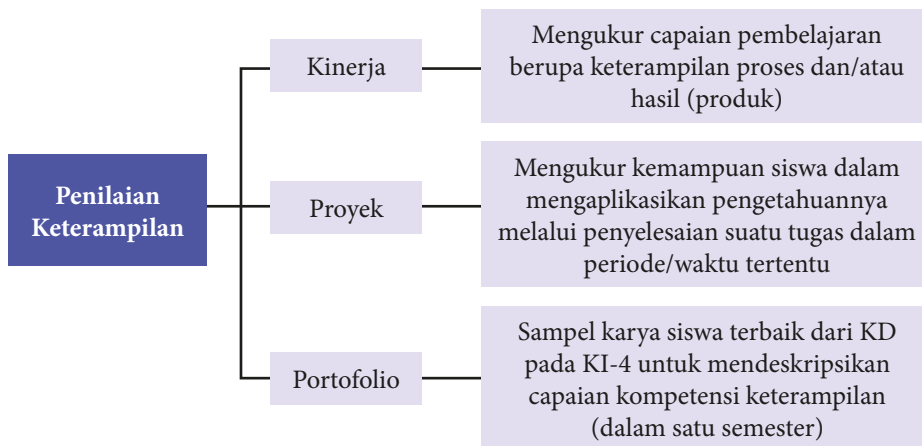 Penilaian
Keterampilan
Kinerja
Mengukur capaian pembelajaran
berupa keterampilan proses dan/atau
hasil (produk)
Proyek
Mengukur kemampuan siswa dalam
mengaplikasikan pengetahuannya
melalui penyelesaian suatu tugas dalam
periode/waktu tertentu
Portofolio
Sampel karya siswa terbaik dari KD
pada KI-4 untuk mendeskripsikan
capaian kompetensi keterampilan
(dalam satu semester)